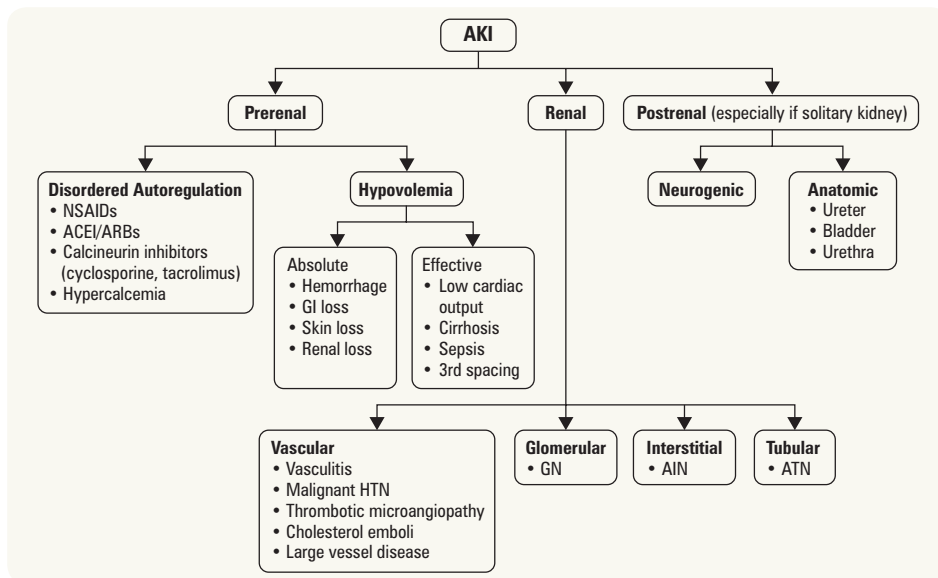 AKI
Prerenal
Renal
Postrenal (especially if solitary kidney)
Disordered Autoregulation
• NSAIDs
• ACEI/ARBs
• Calcineurin inhibitors
(cyclosporine, tacrolimus)
• Hypercalcemia
Hypovolemia
Neurogenic
Anatomic
• Ureter
• Bladder
• Urethra
Absolute
• Hemorrhage
• GI loss
• Skin loss
• Renal loss
Effective
• Low cardiac
output
• Cirrhosis
• Sepsis
• 3rd spacing
Vascular
• Vasculitis
• Malignant HTN
• Thrombotic microangiopathy
• Cholesterol emboli
• Large vessel disease
Glomerular
• GN
Interstitial
• AIN
Tubular
• ATN